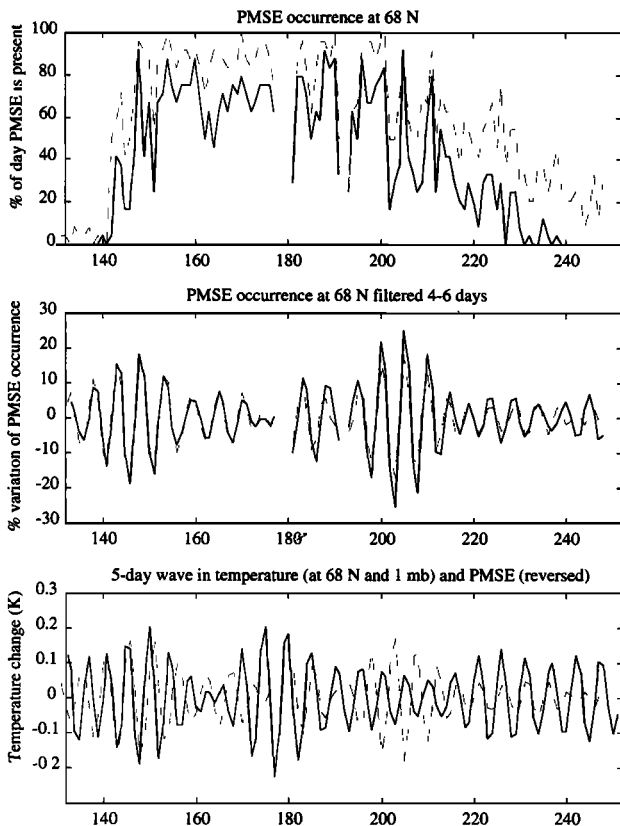 PMSE occurrence at 68 N
% of day PMSE is present
100
80
60
40
20
0
140 160 180 200 220 240
PMSE occurrence at 68 N filtered 4-6 days
% variation of PMSE occurrence
30
20
10
0
-10
-20
-30
140 160 180 200 220 240
5-day wave in temperature (at 68 N and 1 mb) and PMSE (reversed)
Temperature change (K)
0.3
0.2
0.1
0
-0.1
-0 2
140 160 180 200 220 240